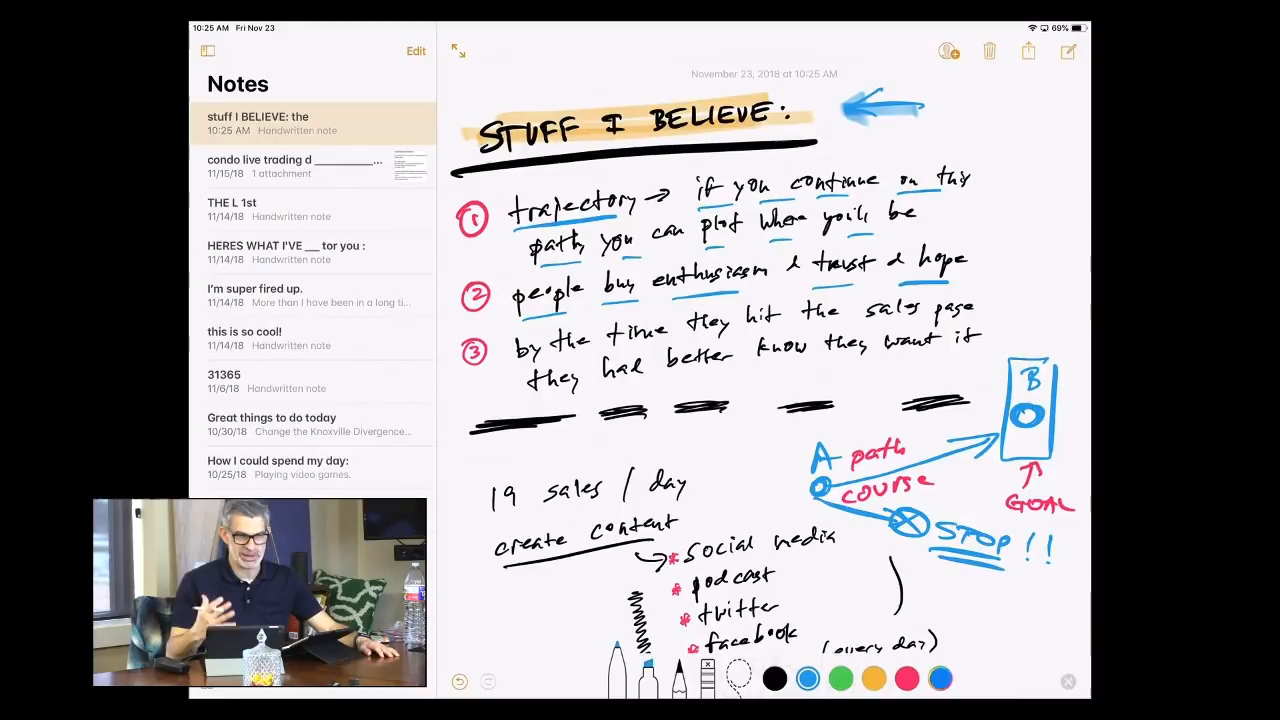 10:25 AM Fri Nov 23
69%
Edit
Notes
stuff I BELIEVE: the
10:25 AM Handwritten note
condo live trading d __________...
11/15/18 1 attachment
THE L 1st
11/14/18 Handwritten note
HERES WHAT I'VE ___ tor you :
11/14/18 Handwritten note
I'm super fired up.
11/14/18 More than I have been in a long ti...
this is so cool!
11/14/18 Handwritten note
31365
11/6/18 Handwritten note
Great things to do today
10/30/18 Change the Knoxville Divergence...
How I could spend my day:
10/25/18 Playing video games.
November 23, 2018 at 10:25 AM
STUFF I BELIEVE:
① trajectory → if you continue on this
path, you can plot where you'll be
② people buy enthusiasm & trust & hope
③ by the time they hit the sales page
they had better know they want it
B
A path
course
GOAL
STOP!!
19 sales / day
create content
* social media
* podcast
* twitter
* facebook
(every day)